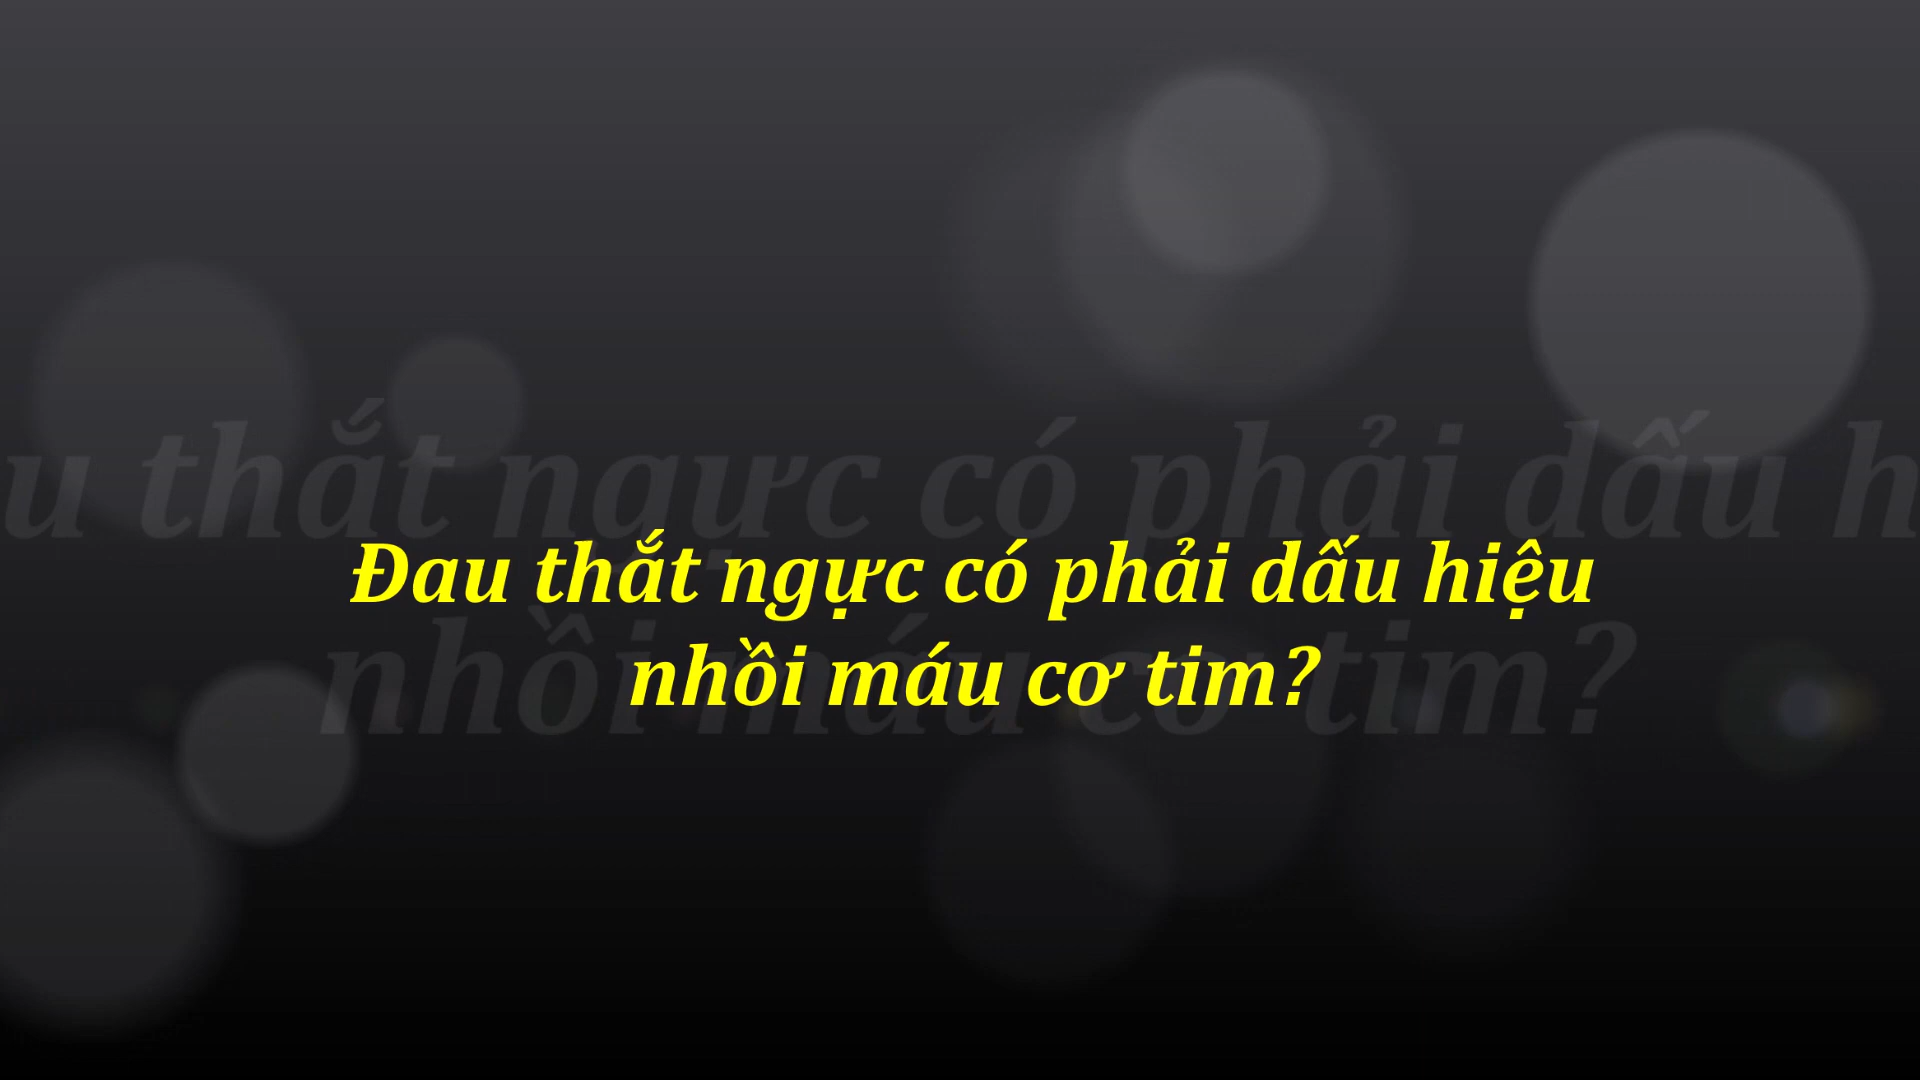 Đau thắt ngực có phải dấu hiệu
nhồi máu cơ tim?